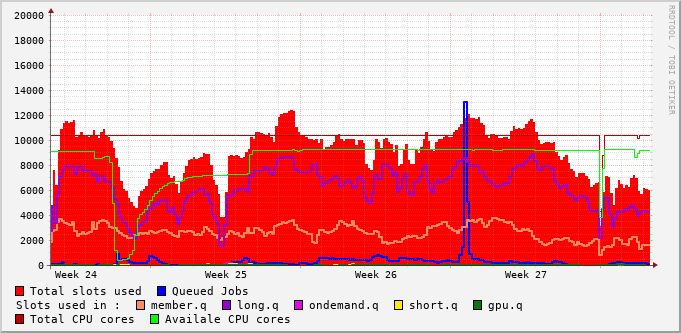 20000
18000
16000
14000
12000
10000
8000
6000
4000
2000
0
Week 24 Week 25 Week 26 Week 27
RRDTOOL / TOBI OETIKER
Total slots used Queued Jobs
Slots used in : member.q long.q ondemand.q short.q gpu.q
Total CPU cores Availale CPU cores